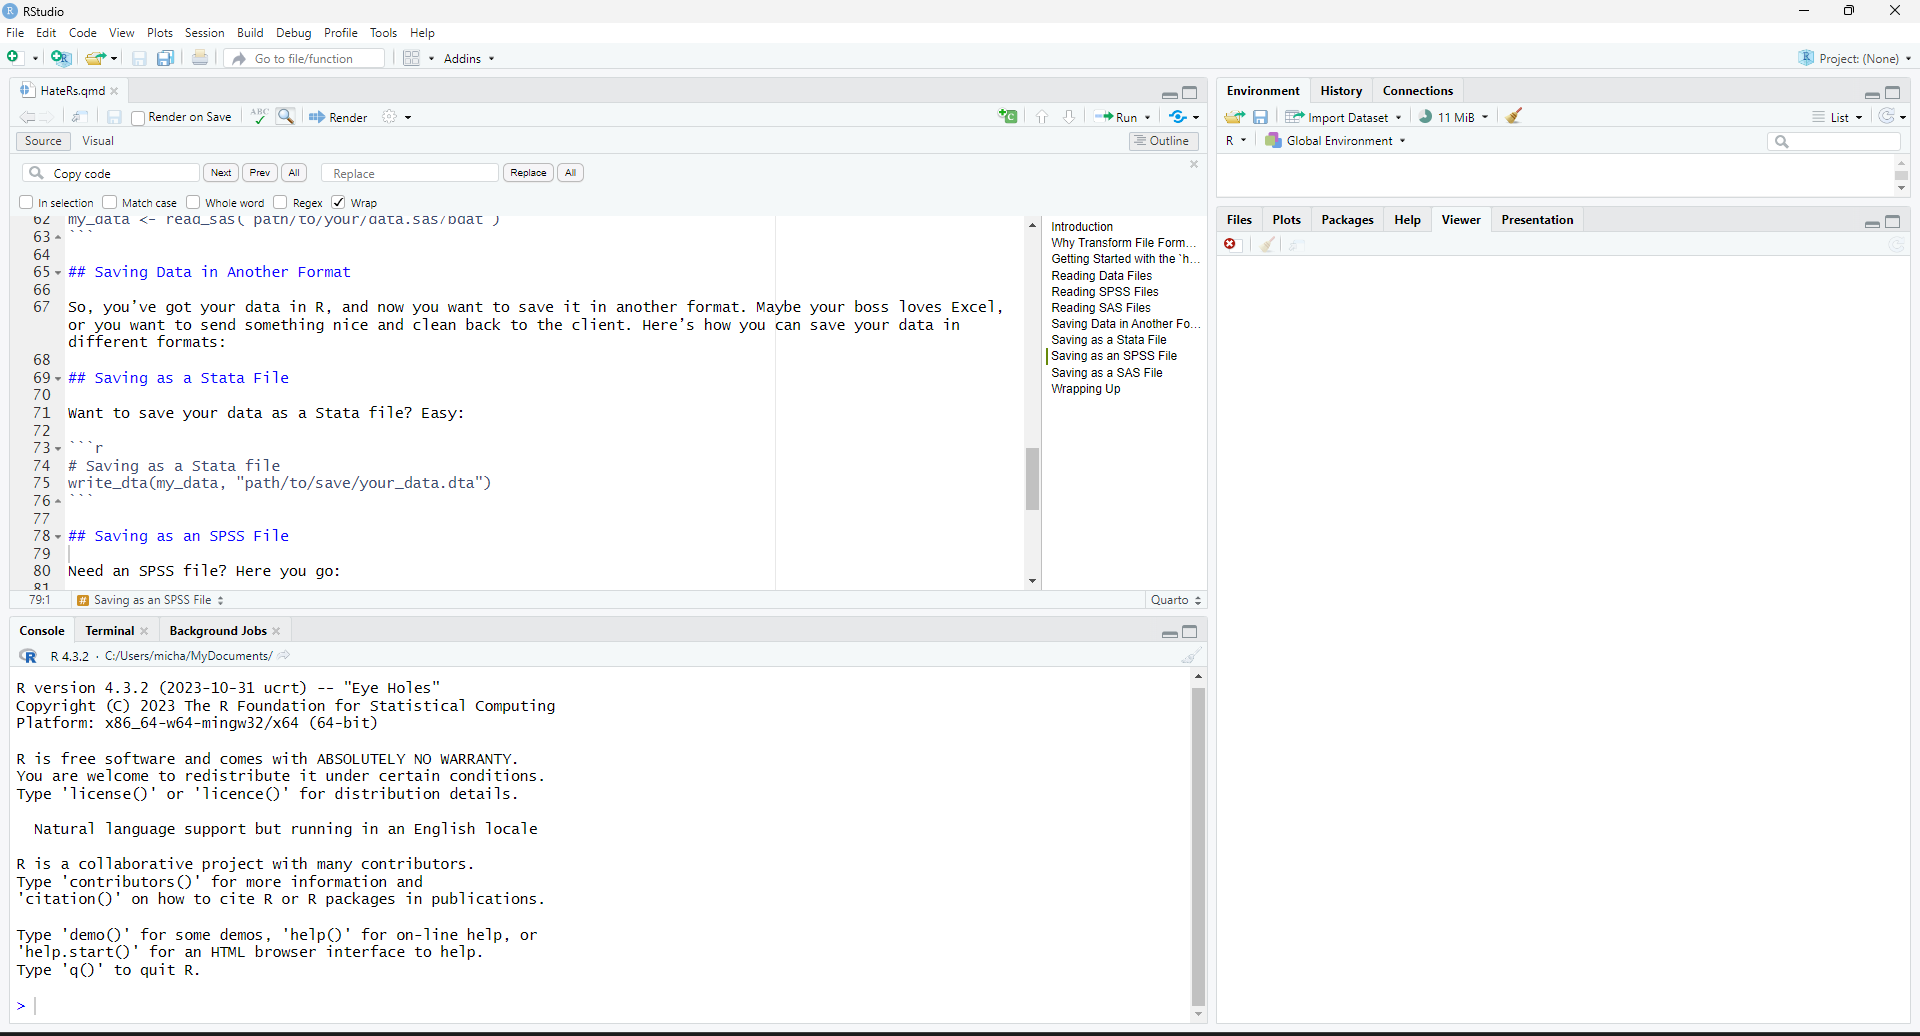 RStudio
File Edit Code View Plots Session Build Debug Profile Tools Help
Go to file/function Addins Project: (None)
HateRs.qmd
Render on Save ABC Render Run
Source Visual Outline
Copy code Next Prev All Replace Replace All
In selection Match case Whole word Regex Wrap
62 my_data <- read_sas("path/to/your/data.sas7bdat")
63 ```
64
65 ## Saving Data in Another Format
66
67 So, you’ve got your data in R, and now you want to save it in another format. Maybe your boss loves Excel,
or you want to send something nice and clean back to the client. Here’s how you can save your data in
different formats:
68
69 ## Saving as a Stata File
70
71 Want to save your data as a Stata file? Easy:
72
73 ```r
74 # Saving as a Stata file
75 write_dta(my_data, "path/to/save/your_data.dta")
76 ```
77
78 ## Saving as an SPSS File
79
80 Need an SPSS file? Here you go:
81
Introduction
Why Transform File Form...
Getting Started with the `h...
Reading Data Files
Reading SPSS Files
Reading SAS Files
Saving Data in Another Fo...
Saving as a Stata File
Saving as an SPSS File
Saving as a SAS File
Wrapping Up
79:1 # Saving as an SPSS File Quarto
Console Terminal Background Jobs
R 4.3.2 · C:/Users/micha/MyDocuments/
R version 4.3.2 (2023-10-31 ucrt) -- "Eye Holes"
Copyright (C) 2023 The R Foundation for Statistical Computing
Platform: x86_64-w64-mingw32/x64 (64-bit)
R is free software and comes with ABSOLUTELY NO WARRANTY.
You are welcome to redistribute it under certain conditions.
Type 'license()' or 'licence()' for distribution details.
Natural language support but running in an English locale
R is a collaborative project with many contributors.
Type 'contributors()' for more information and
'citation()' on how to cite R or R packages in publications.
Type 'demo()' for some demos, 'help()' for on-line help, or
'help.start()' for an HTML browser interface to help.
Type 'q()' to quit R.
>
Environment History Connections
Import Dataset 11 MiB List
R Global Environment
Files Plots Packages Help Viewer Presentation